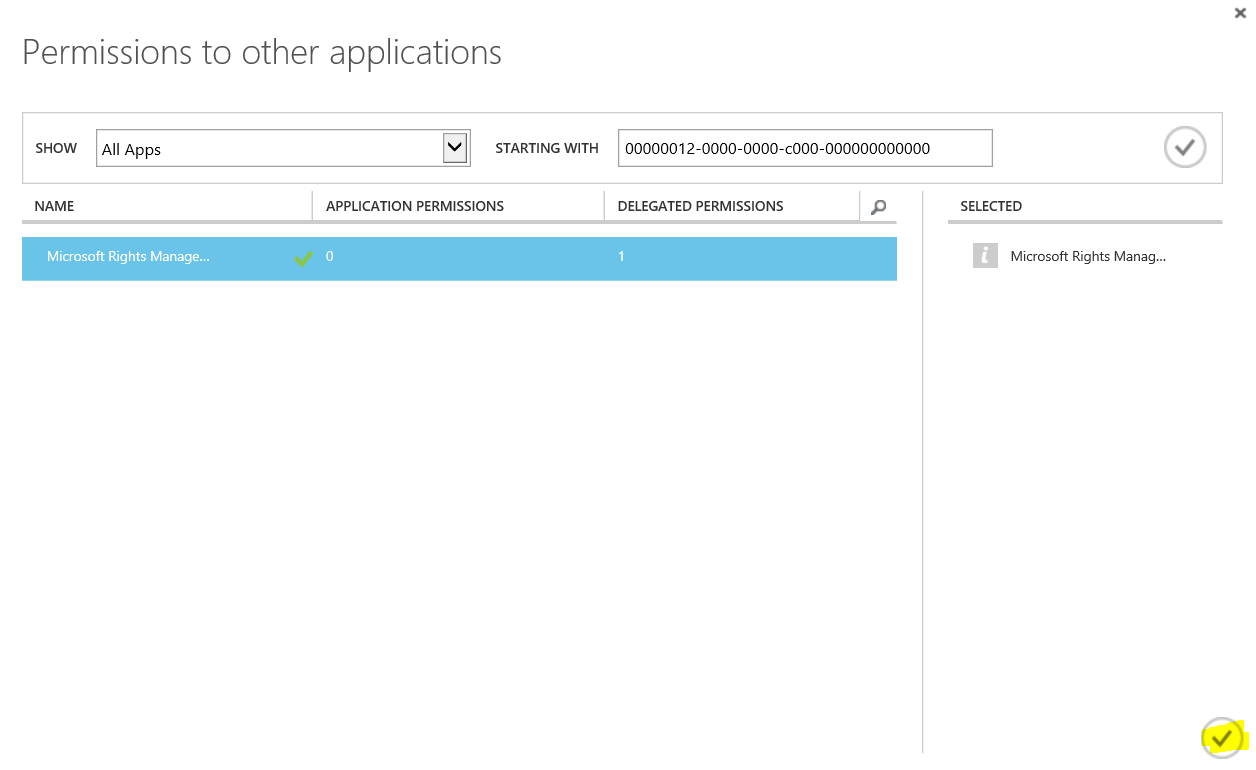 Permissions to other applications
SHOW All Apps STARTING WITH 00000012-0000-0000-c000-000000000000
NAME APPLICATION PERMISSIONS DELEGATED PERMISSIONS SELECTED
Microsoft Rights Manage... 0 1 Microsoft Rights Manag...